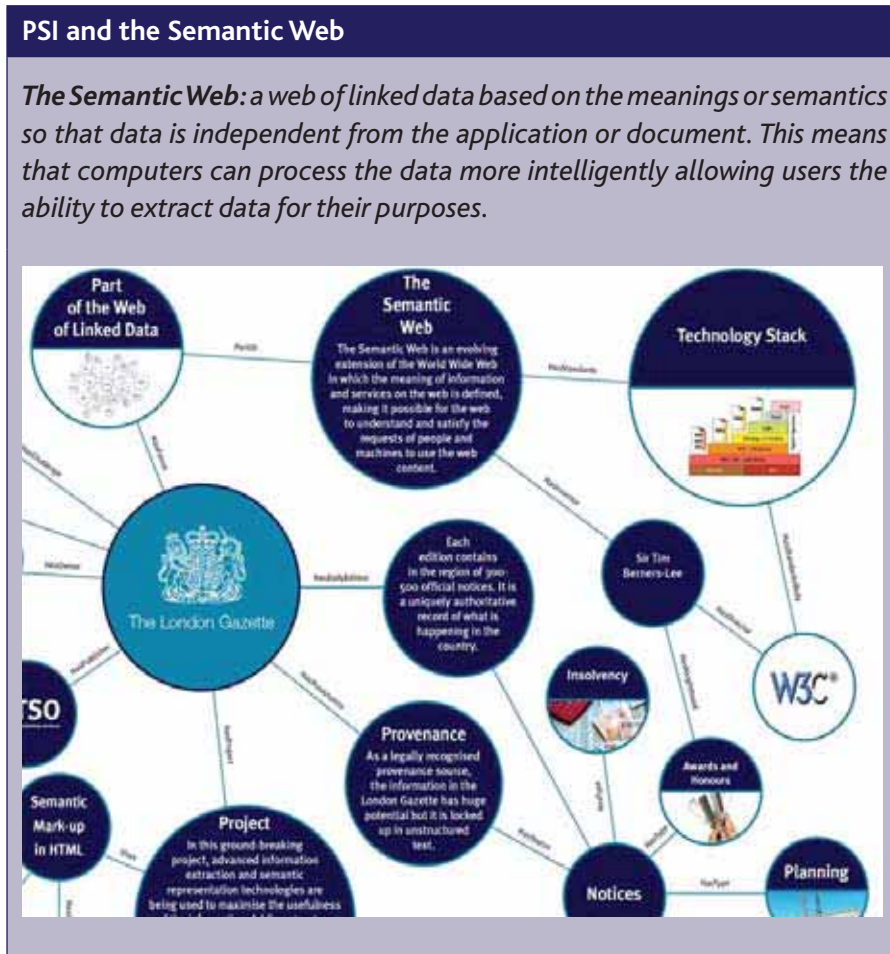 PSI and the Semantic Web
The Semantic Web: a web of linked data based on the meanings or semantics
so that data is independent from the application or document. This means
that computers can process the data more intelligently allowing users the
ability to extract data for their purposes.
Part
of the Web
of Linked Data
The
Semantic
Web
The Semantic Web is an evolving
extension of the World Wide Web
in which the meaning of information
and services on the web is defined,
making it possible for the web
to understand and satisfy the
requests of people and
machines to use the web
content.
Technology Stack
The London Gazette
Each
edition contains
in the region of 300-
500 official notices. It is
a uniquely authoritative
record of what is
happening in the
country.
Sir Tim
Berners-Lee
W3C®
Insolvency
TSO
Provenance
As a legally recognised
provenance source,
the information in the
London Gazette has huge
potential but it is locked
up in unstructured
text.
Awards and
Honours
Semantic
Mark-up
in HTML
Project
In this ground-breaking
project, advanced information
extraction and semantic
representation technologies are
being used to maximise the usefulness
Notices
HasType
Planning